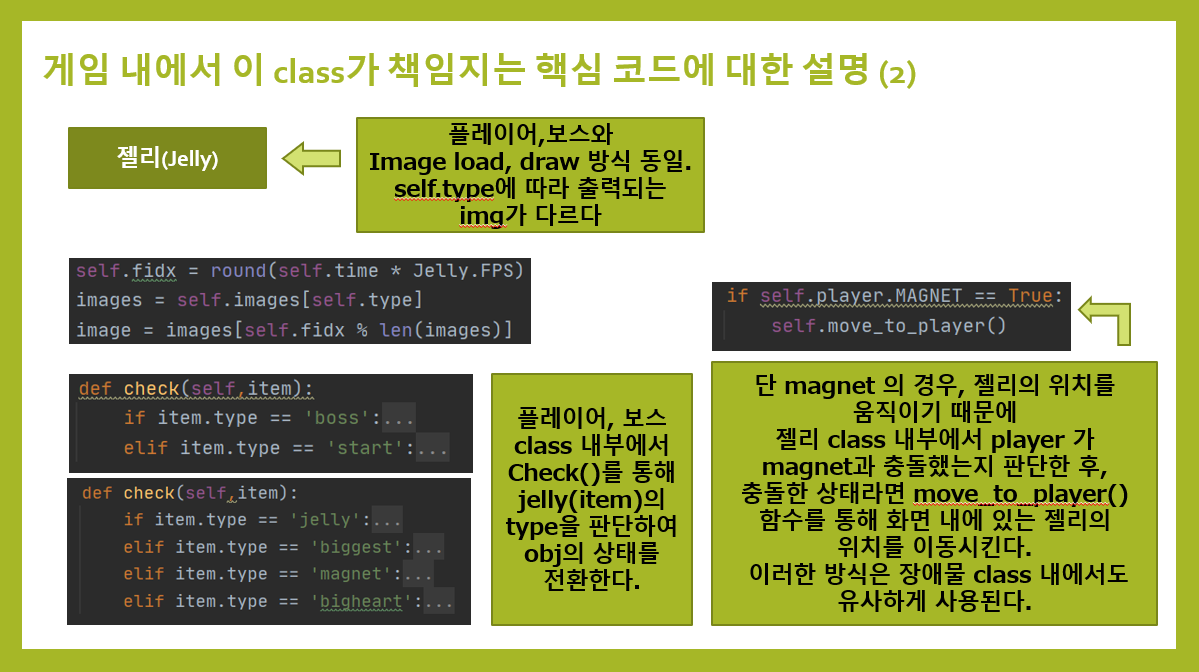 게임 내에서 이 class가 책임지는 핵심 코드에 대한 설명 (2)
젤리(Jelly)
플레이어,보스와
Image load, draw 방식 동일.
self.type에 따라 출력되는
img가 다르다
self.fidx = round(self.time * Jelly.FPS)
images = self.images[self.type]
image = images[self.fidx % len(images)]
if self.player.MAGNET == True:
self.move_to_player()
def check(self,item):
if item.type == 'boss':...
elif item.type == 'start':...
def check(self,item):
if item.type == 'jelly':...
elif item.type == 'biggest':...
elif item.type == 'magnet':...
elif item.type == 'bigheart':...
플레이어, 보스
class 내부에서
Check()를 통해
jelly(item)의
type을 판단하여
obj의 상태를
전환한다.
단 magnet 의 경우, 젤리의 위치를
움직이기 때문에
젤리 class 내부에서 player 가
magnet과 충돌했는지 판단한 후,
충돌한 상태라면 move_to_player()
함수를 통해 화면 내에 있는 젤리의
위치를 이동시킨다.
이러한 방식은 장애물 class 내에서도
유사하게 사용된다.